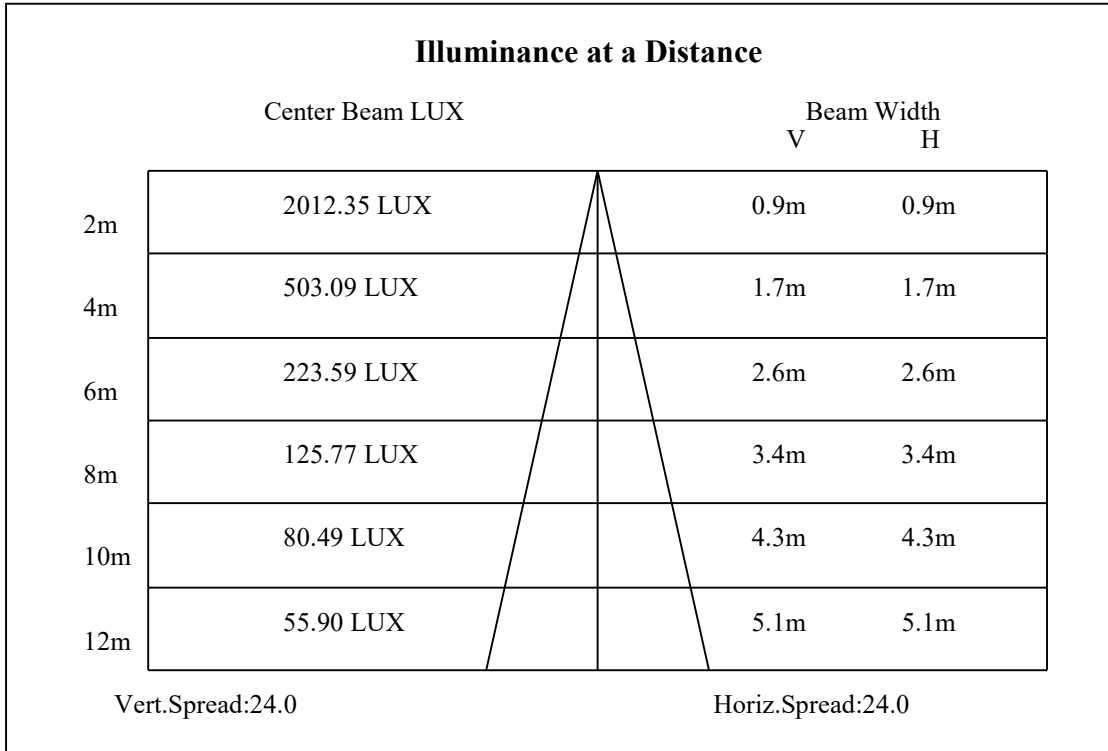 Illuminance at a Distance
Center Beam LUX Beam Width
V H
2m 2012.35 LUX 0.9m 0.9m
4m 503.09 LUX 1.7m 1.7m
6m 223.59 LUX 2.6m 2.6m
8m 125.77 LUX 3.4m 3.4m
10m 80.49 LUX 4.3m 4.3m
12m 55.90 LUX 5.1m 5.1m
Vert.Spread:24.0 Horiz.Spread:24.0